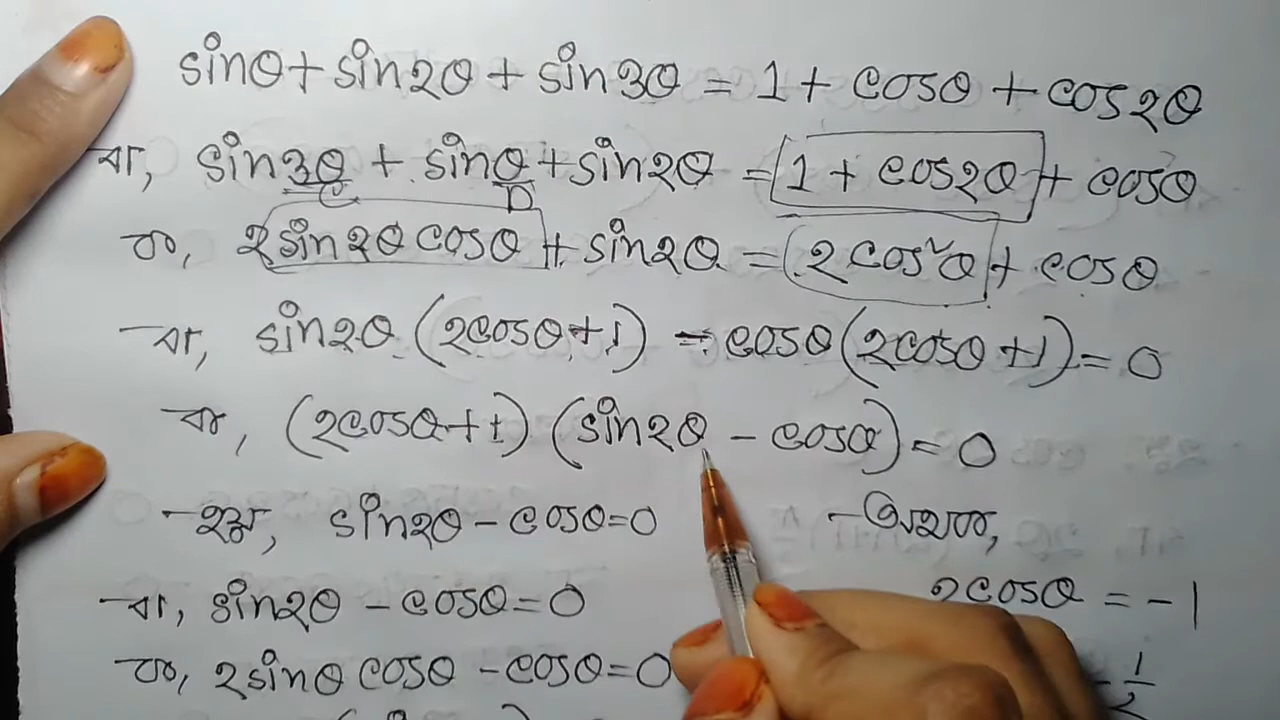 sinθ + sin2θ + sin3θ = 1 + cosθ + cos2θ
বা, sin3θ + sinθ + sin2θ = 1 + cos2θ + cosθ
C D
বা, 2sin2θ cosθ + sin2θ = 2cos²θ + cosθ
বা, sin2θ (2cosθ+1) - cosθ (2cosθ+1) = 0
বা, (2cosθ+1) (sin2θ - cosθ) = 0
হয়, sin2θ - cosθ = 0
অথবা,
বা, sin2θ - cosθ = 0
2cosθ = -1
বা, 2sinθ cosθ - cosθ = 0
-1/2